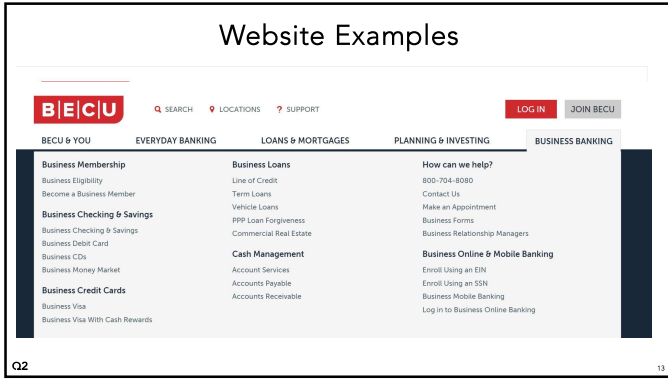 Website Examples
BECU
SEARCH LOCATIONS ? SUPPORT
LOG IN JOIN BECU
BECU & YOU EVERYDAY BANKING LOANS & MORTGAGES PLANNING & INVESTING BUSINESS BANKING
Business Membership
Business Eligibility
Become a Business Member
Business Checking & Savings
Business Checking & Savings
Business Debit Card
Business CDs
Business Money Market
Business Credit Cards
Business Visa
Business Visa With Cash Rewards
Business Loans
Line of Credit
Term Loans
Vehicle Loans
PPP Loan Forgiveness
Commercial Real Estate
Cash Management
Account Services
Accounts Payable
Accounts Receivable
How can we help?
800-704-8080
Contact Us
Make an Appointment
Business Forms
Business Relationship Managers
Business Online & Mobile Banking
Enroll Using an EIN
Enroll Using an SSN
Business Mobile Banking
Log in to Business Online Banking
Q2
13